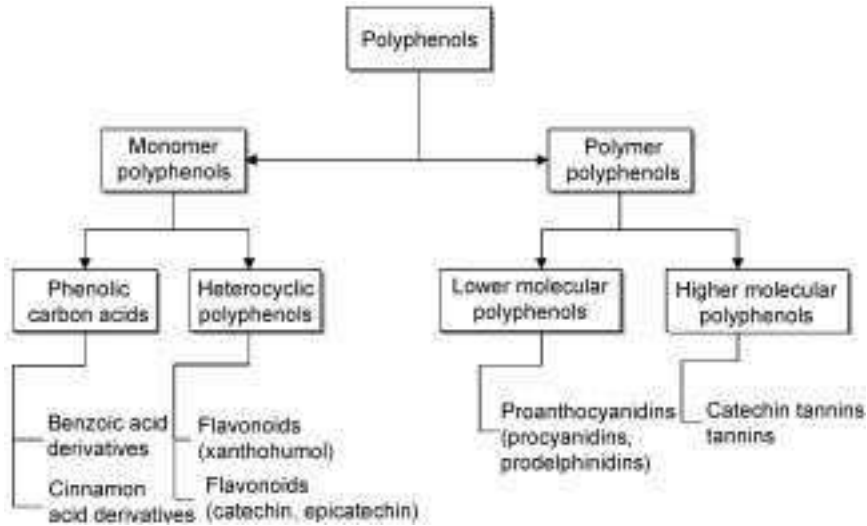 Polyphenols
Monomer
polyphenols
Polymer
polyphenols
Phenolic
carbon acids
Heterocyclic
polyphenols
Lower molecular
polyphenols
Higher molecular
polyphenols
Benzoic acid
derivatives
Cinnamon
acid derivatives
Flavonoids
(xanthohumol)
Flavonoids
(catechin, epicatechin)
Proanthocyanidins
(procyanidins,
prodelphinidins)
Catechin tannins
tannins